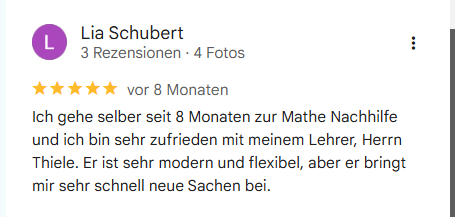 L
Lia Schubert
3 Rezensionen · 4 Fotos
vor 8 Monaten
Ich gehe selber seit 8 Monaten zur Mathe Nachhilfe
und ich bin sehr zufrieden mit meinem Lehrer, Herrn
Thiele. Er ist sehr modern und flexibel, aber er bringt
mir sehr schnell neue Sachen bei.